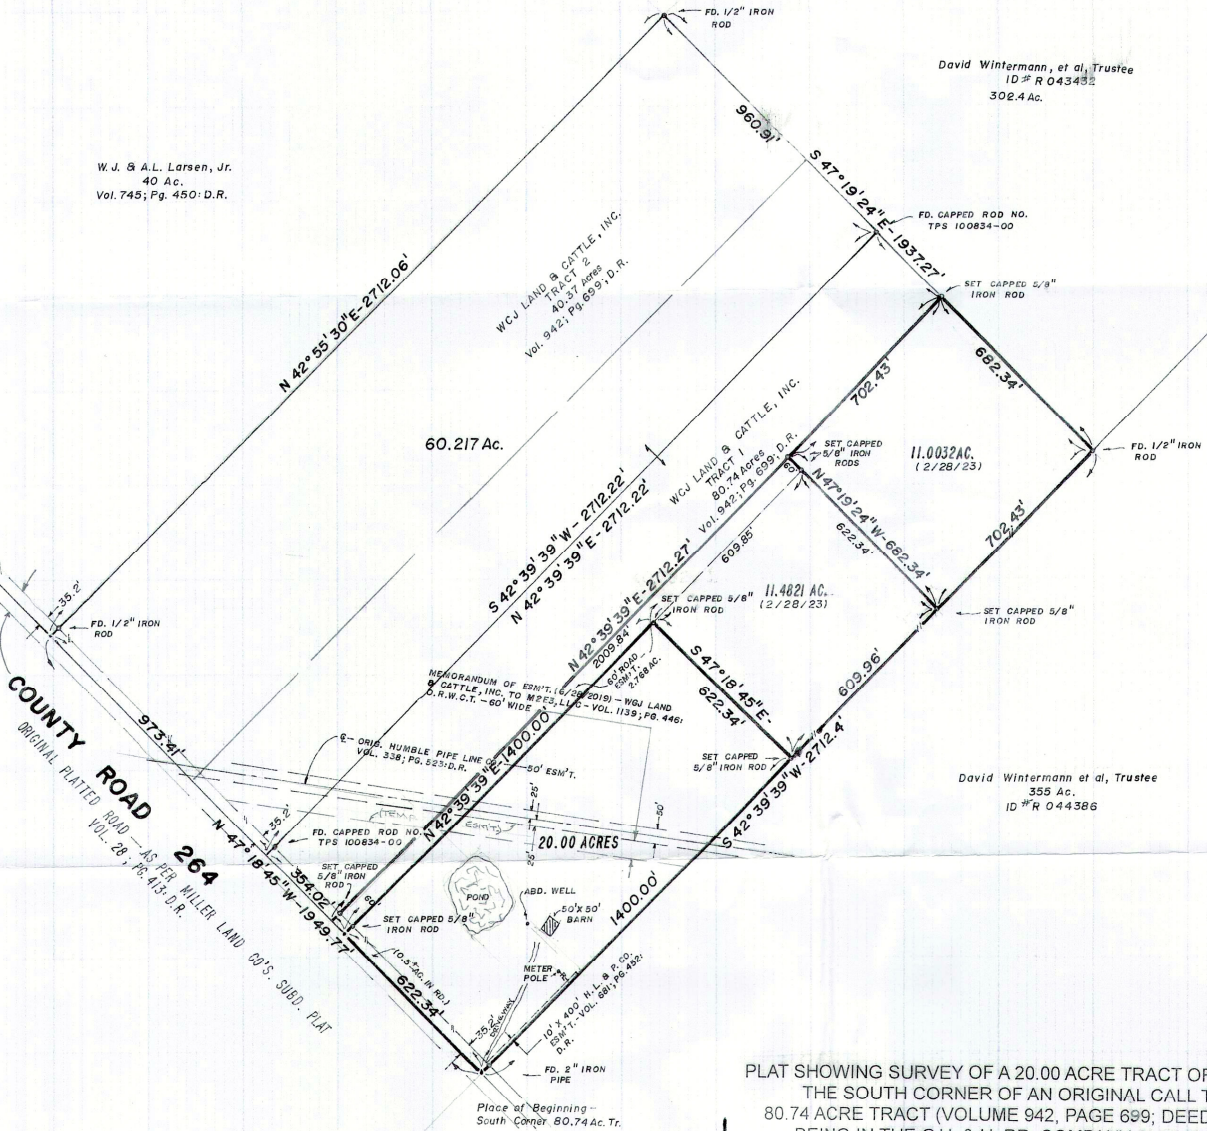 FD. 1/2" IRON
ROD
David Wintermann, et al, Trustee
ID # R 043432
302.4 Ac.
W. J. & A.L. Larsen, Jr.
40 Ac.
Vol. 745; Pg. 450: D.R.
960.91'
S 47° 19' 24" E - 1937.27'
FD. CAPPED ROD NO.
TPS 100834-00
SET CAPPED 5/8"
IRON ROD
N 42° 55' 30" E - 2712.06'
WCJ LAND & CATTLE, INC.
TRACT 2
40.37 Acres
Vol. 942; Pg. 699; D.R.
60.217 Ac.
702.43'
682.34'
FD. 1/2" IRON
ROD
WCJ LAND & CATTLE, INC.
TRACT 1
80.74 Acres
Vol. 942; Pg. 699; D.R.
SET CAPPED
5/8" IRON
RODS
60'
11.0032AC.
(2/28/23)
N 47° 19' 24" W - 682.34'
622.34'
702.43'
S 42° 39' 39" W - 2712.22'
N 42° 39' 39" E - 2712.22'
609.85'
11.4821 AC.
(2/28/23)
SET CAPPED 5/8"
IRON ROD
SET CAPPED 5/8"
IRON ROD
N 42° 39' 39" E - 2712.27'
2009.84'
60' ROAD
ESM'T.
2.768 AC.
S 47° 18' 45" E -
622.34'
609.96'
35.2'
FD. 1/2" IRON
ROD
MEMORANDUM OF ESM'T. (6/28/2019) - WGJ LAND
& CATTLE, INC. TO M2E3, LLC - VOL. 1139; PG. 446:
O.R.W.C.T. - 60' WIDE
COUNTY ROAD 264
ORIGINAL PLATTED ROAD - AS PER MILLER LAND CO'S. SUBD. PLAT
VOL. 28; PG. 413: D.R.
973.41'
ORIG. HUMBLE PIPE LINE
VOL. 338; PG. 523: D.R.
50' ESM'T.
N 42° 39' 39" E - 1400.00'
SET CAPPED
5/8" IRON ROD
S 42° 39' 39" W - 2712.4'
David Wintermann et al, Trustee
355 Ac.
ID # R 044386
25'
25'
50'
(TEMP.
ESMT)
35.2'
FD. CAPPED ROD NO.
TPS 100834-00
20.00 ACRES
N 47° 18' 45" W - 1949.77'
354.02'
SET CAPPED
5/8" IRON
ROD
60'
SET CAPPED 5/8"
IRON ROD
POND
ABD. WELL
50' X 50'
BARN
1400.00'
(0.5± AC. IN RD.)
622.34'
METER
POLE
35.2'
DRIVEWAY
10' X 400' H. L. & P. CO.
ESM'T. - VOL. 681; PG. 452:
D.R.
FD. 2" IRON
PIPE
Place of Beginning -
South Corner 80.74 Ac. Tr.
PLAT SHOWING SURVEY OF A 20.00 ACRE TRACT
THE SOUTH CORNER OF AN ORIGINAL CALL
80.74 ACRE TRACT (VOLUME 942, PAGE 699; DEED